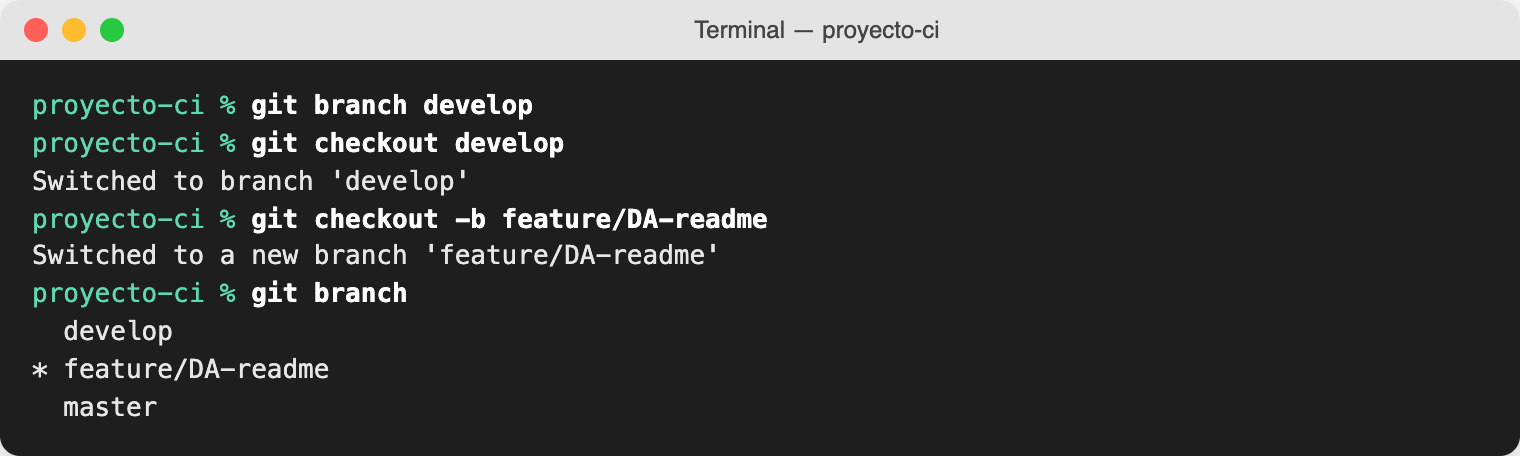 Terminal — proyecto-ci
proyecto-ci % git branch develop
proyecto-ci % git checkout develop
Switched to branch 'develop'
proyecto-ci % git checkout -b feature/DA-readme
Switched to a new branch 'feature/DA-readme'
proyecto-ci % git branch
  develop
* feature/DA-readme
  master